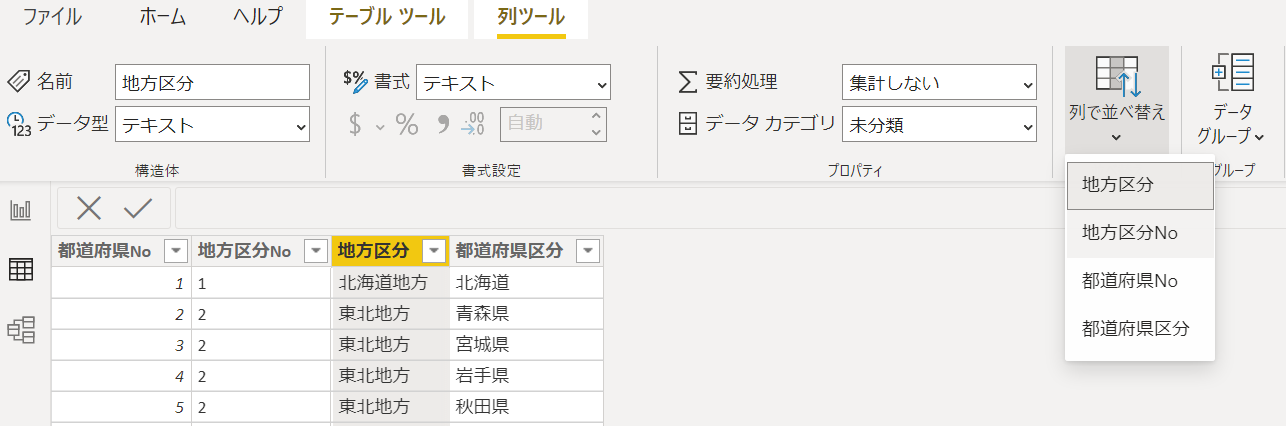 ファイル ホーム ヘルプ テーブル ツール 列ツール
名前 地方区分 $% 書式 テキスト Σ 要約処理 集計しない 列で並べ替え データ グループ
123 データ型 テキスト $ % 9 .00 自動 データ カテゴリ 未分類
構造体 書式設定 プロパティ グループ
地方区分
地方区分No
都道府県No
都道府県区分
都道府県No 地方区分No 地方区分 都道府県区分
1 1 北海道地方 北海道
2 2 東北地方 青森県
3 2 東北地方 宮城県
4 2 東北地方 岩手県
5 2 東北地方 秋田県